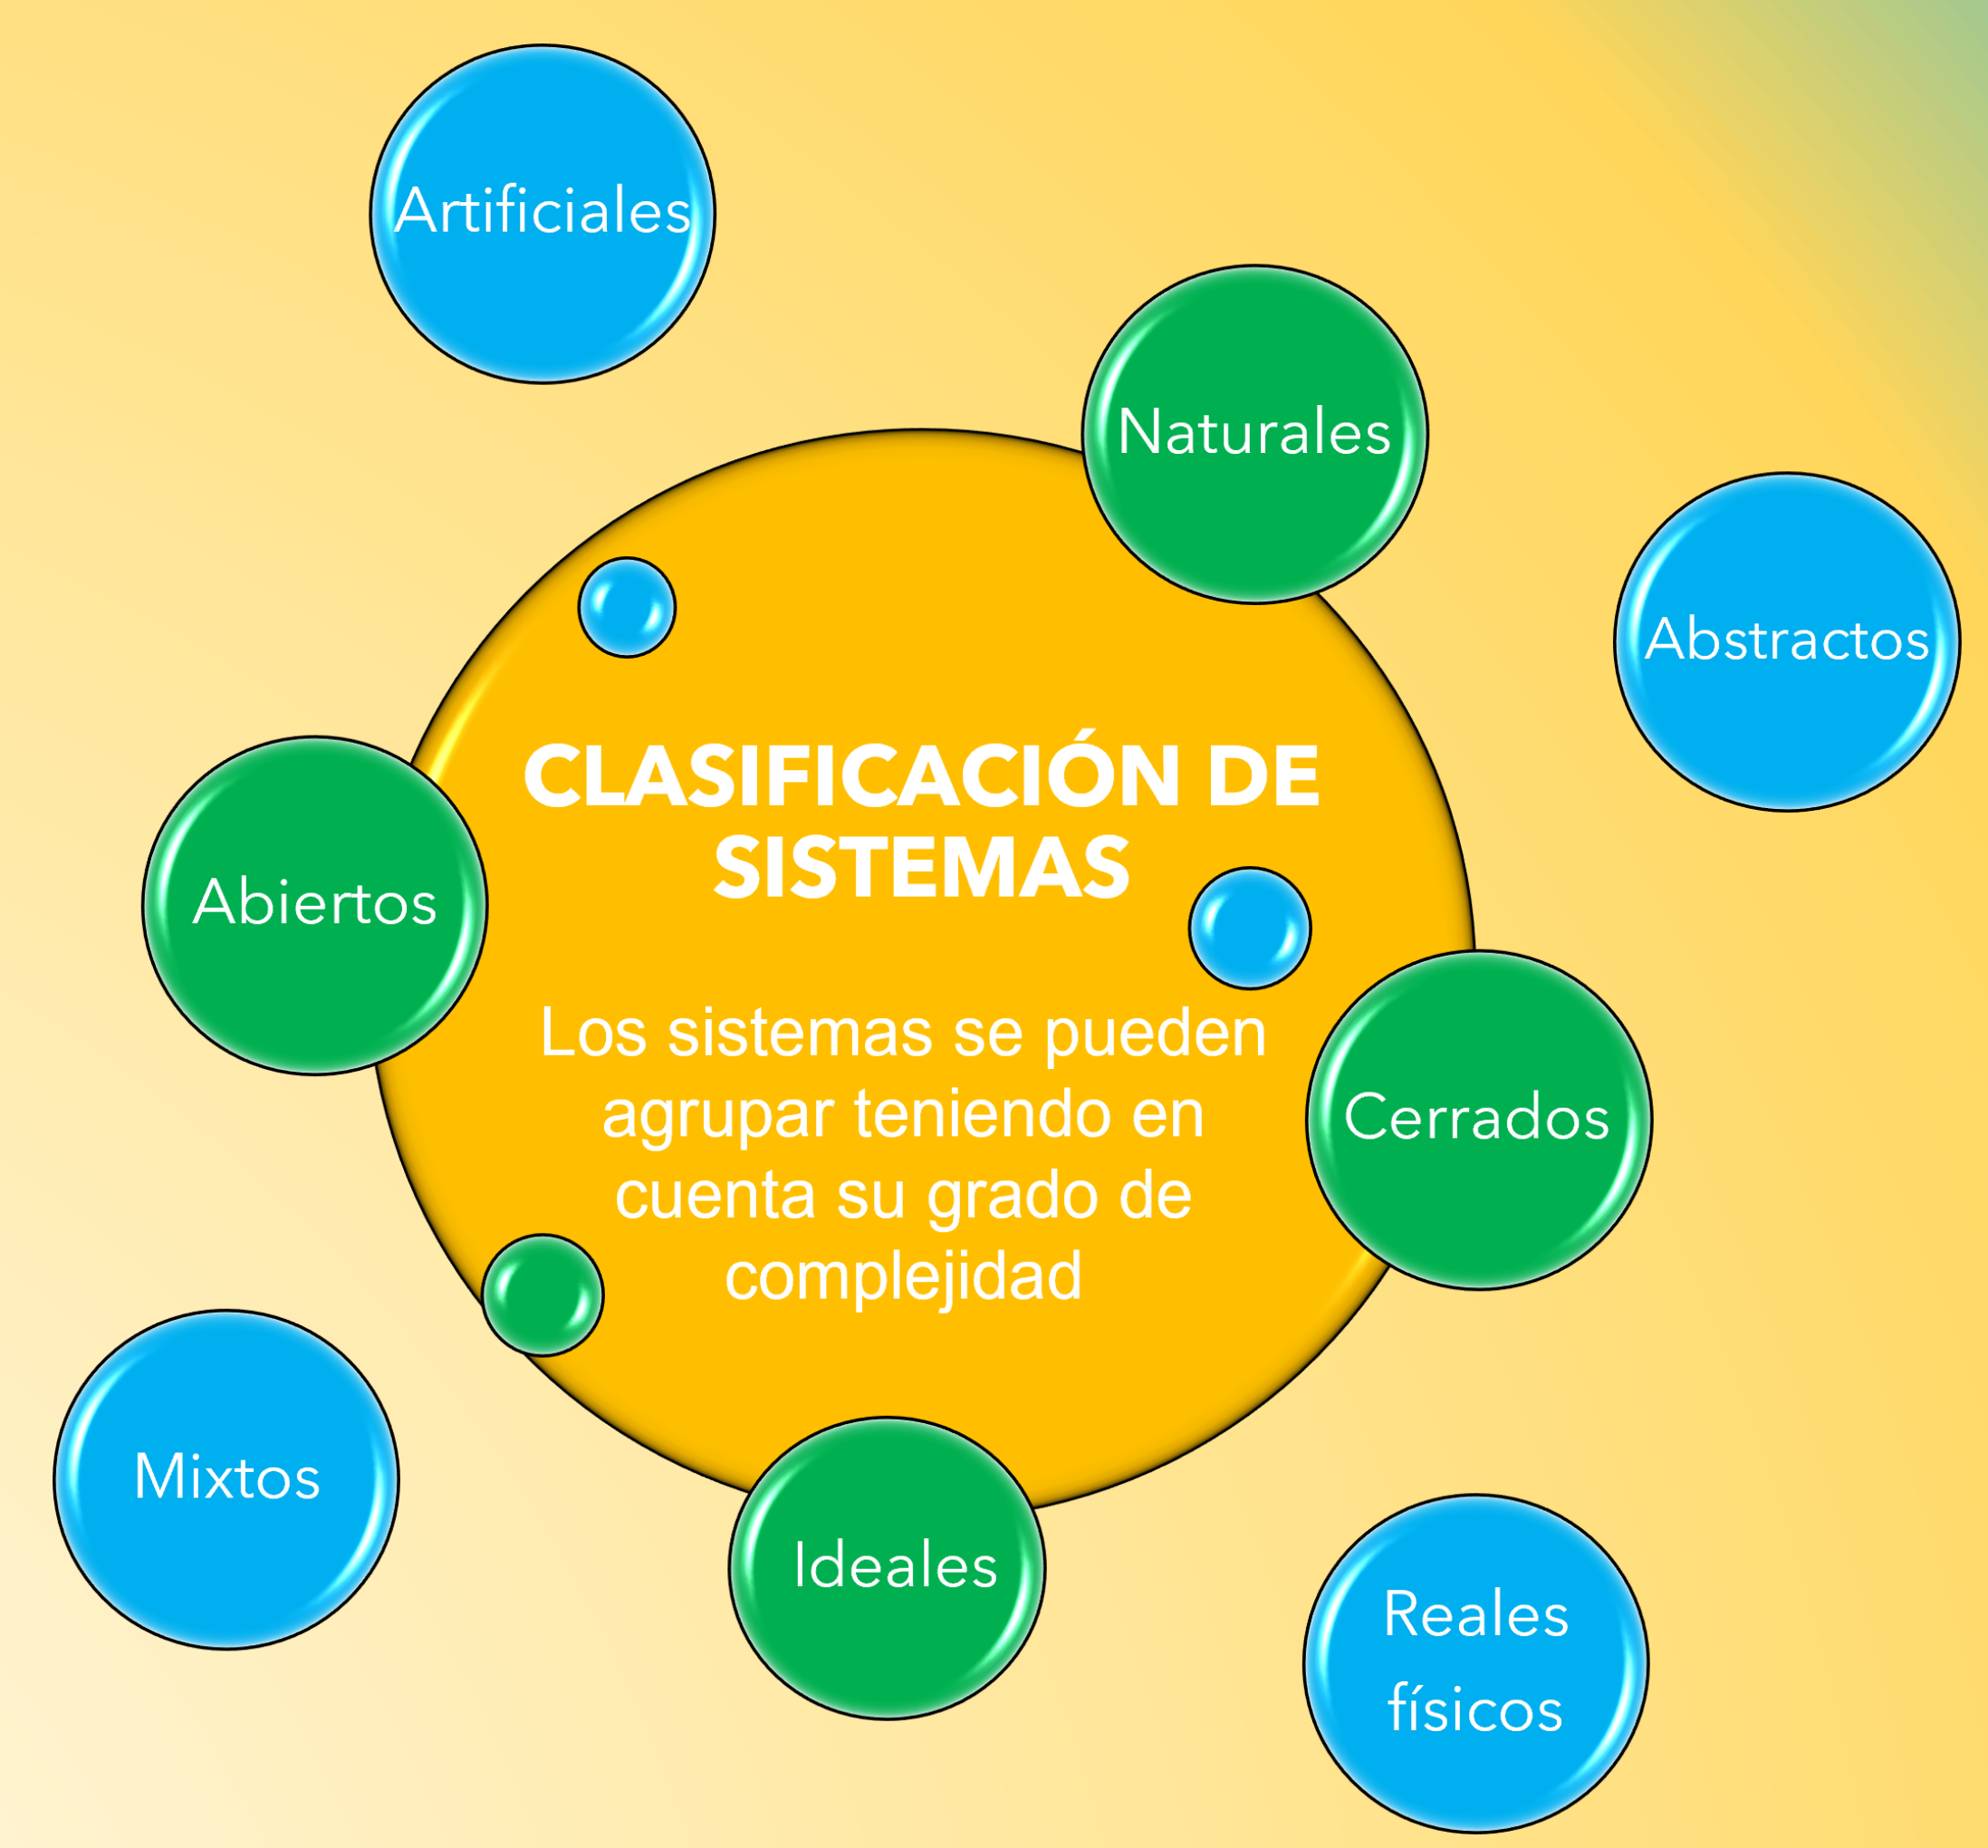 Artificiales
Naturales
Abstractos
CLASIFICACIÓN DE
SISTEMAS
Abiertos
Los sistemas se pueden
agrupar teniendo en
cuenta su grado de
complejidad
Cerrados
Mixtos
Ideales
Reales
físicos